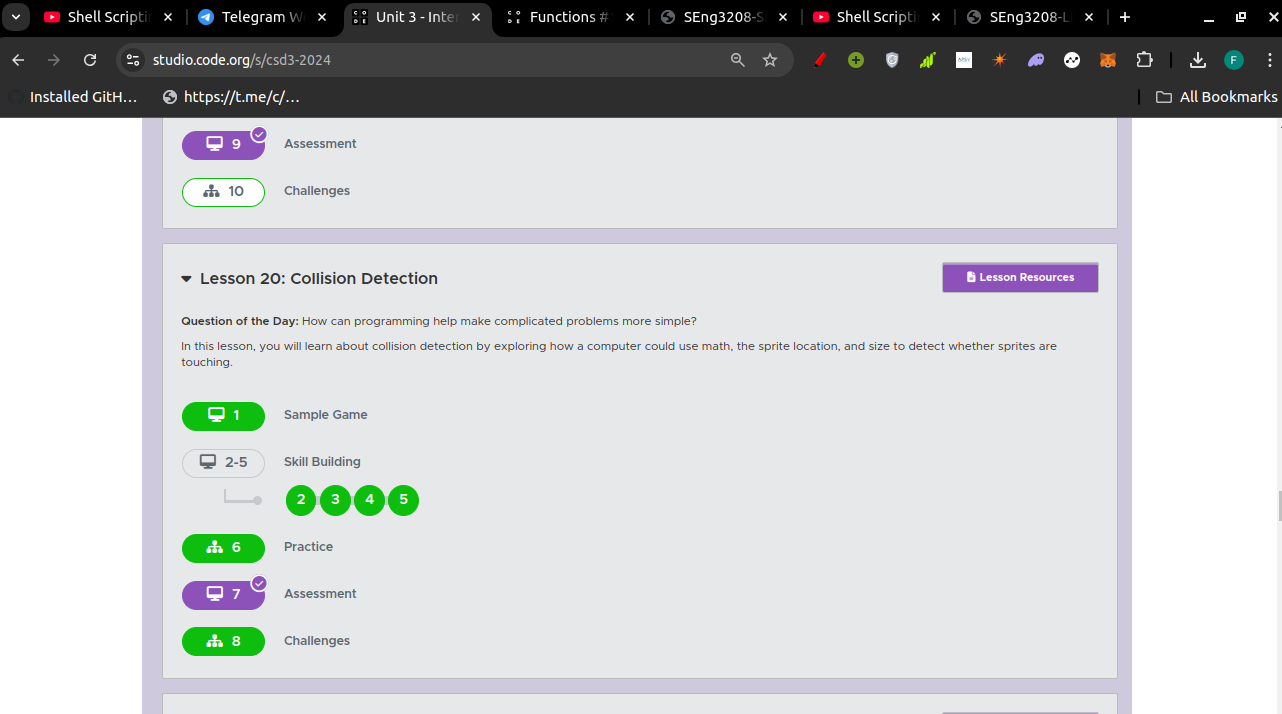 Shell Scripti
Telegram W
Unit 3 - Inter
Functions #
SEng3208-S
Shell Scripti
SEng3208-L
studio.code.org/s/csd3-2024
F
Installed GitH...
https://t.me/c/...
All Bookmarks
9 Assessment
10 Challenges
Lesson 20: Collision Detection
Lesson Resources
Question of the Day: How can programming help make complicated problems more simple?
In this lesson, you will learn about collision detection by exploring how a computer could use math, the sprite location, and size to detect whether sprites are
touching.
1 Sample Game
2-5 Skill Building
2 3 4 5
6 Practice
7 Assessment
8 Challenges